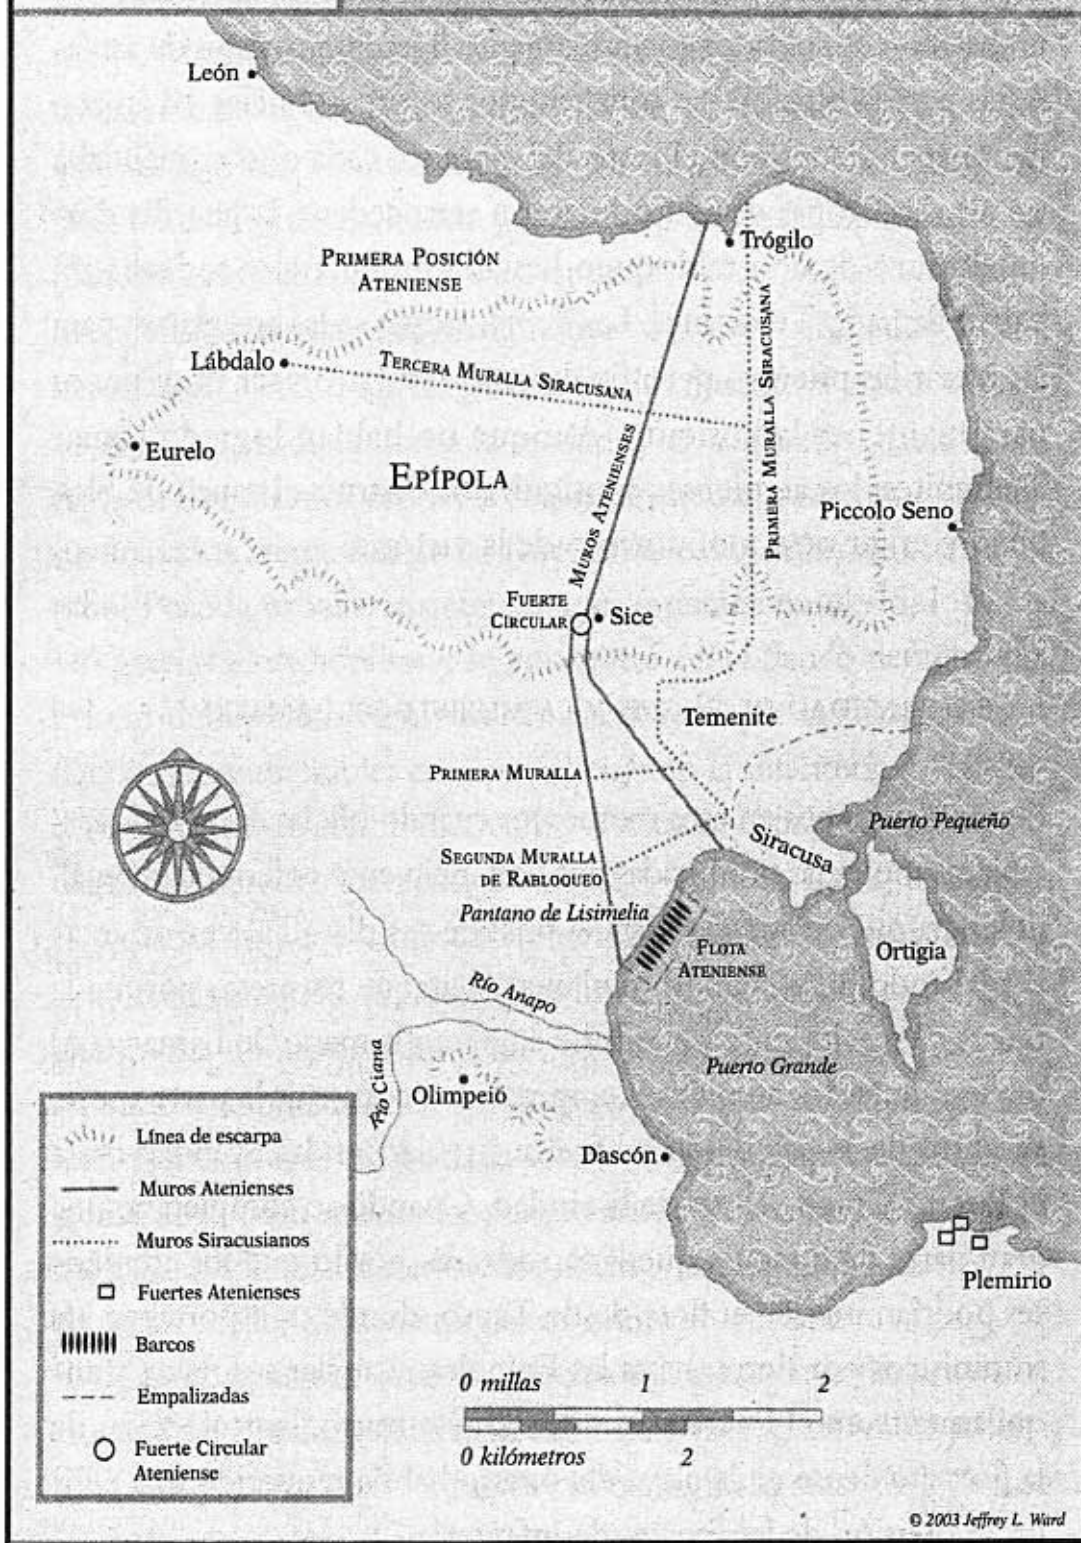 León
Trógilo
PRIMERA POSICIÓN
ATENIENSE
Lábdalo
TERCERA MURALLA SIRACUSANA
PRIMERA MURALLA SIRACUSANA
MUROS ATENIENSES
Eurelo
EPÍPOLA
Piccolo Seno
FUERTE
CIRCULAR
Sice
Temenite
PRIMERA MURALLA
Puerto Pequeño
Siracusa
SEGUNDA MURALLA
DE RABLOQUEO
Pantano de Lisimelia
FLOTA
ATENIENSE
Ortigia
Río Anapo
Puerto Grande
Río Ciana
Olimpeió
Dascón
Plemirio
Línea de escarpa
Muros Atenienses
Muros Siracusianos
Fuertes Atenienses
Barcos
Empalizadas
Fuerte Circular
Ateniense
0 millas 1 2
0 kilómetros 2
© 2003 Jeffrey L. Ward